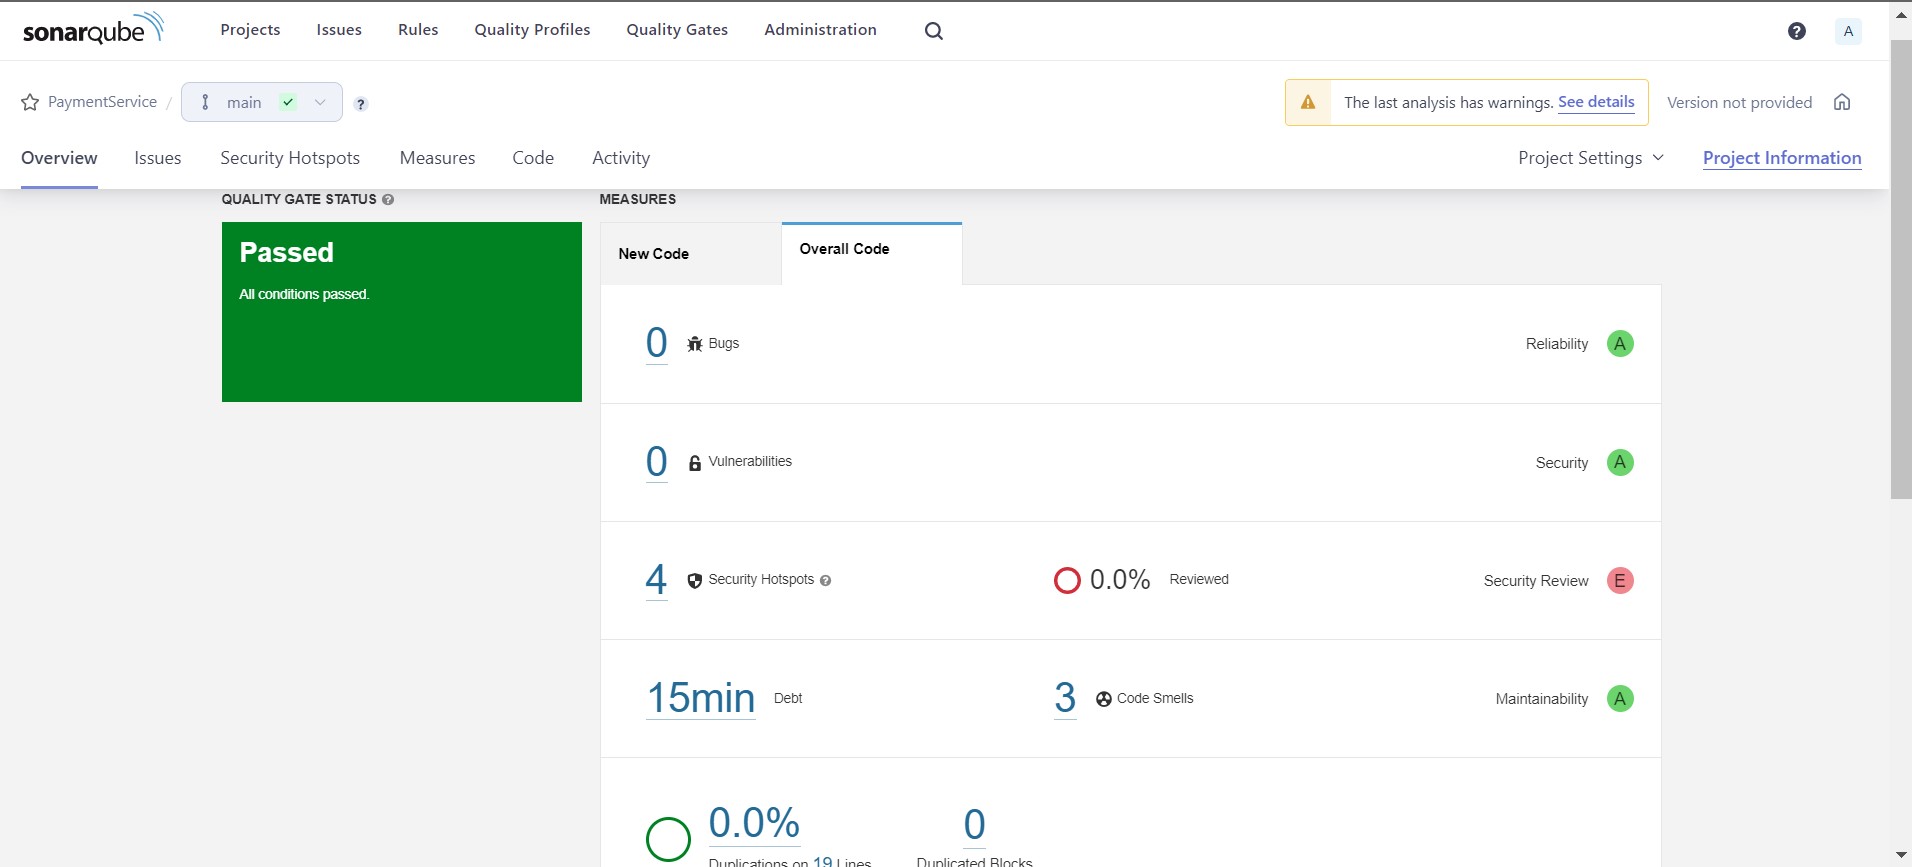 sonarqube Projects Issues Rules Quality Profiles Quality Gates Administration ? A
PaymentService / main ? The last analysis has warnings. See details Version not provided
Overview Issues Security Hotspots Measures Code Activity Project Settings Project Information
QUALITY GATE STATUS ? MEASURES
Passed
All conditions passed.
New Code Overall Code
0 Bugs Reliability A
0 Vulnerabilities Security A
4 Security Hotspots ? 0.0% Reviewed Security Review E
15min Debt 3 Code Smells Maintainability A
0.0% 0
Duplications on 19 Lines Duplicated Blocks